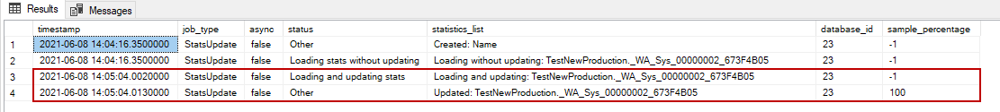 Results Messages
timestamp job_type async status statistics_list database_id sample_percentage
1 2021-06-08 14:04:16.3500000 StatsUpdate false Other Created: Name 23 -1
2 2021-06-08 14:04:16.3500000 StatsUpdate false Loading stats without updating Loading without updating: TestNewProduction._WA_Sys_00000002_673F4B05 23 -1
3 2021-06-08 14:05:04.0020000 StatsUpdate false Loading and updating stats Loading and updating: TestNewProduction._WA_Sys_00000002_673F4B05 23 -1
4 2021-06-08 14:05:04.0130000 StatsUpdate false Other Updated: TestNewProduction._WA_Sys_00000002_673F4B05 23 100